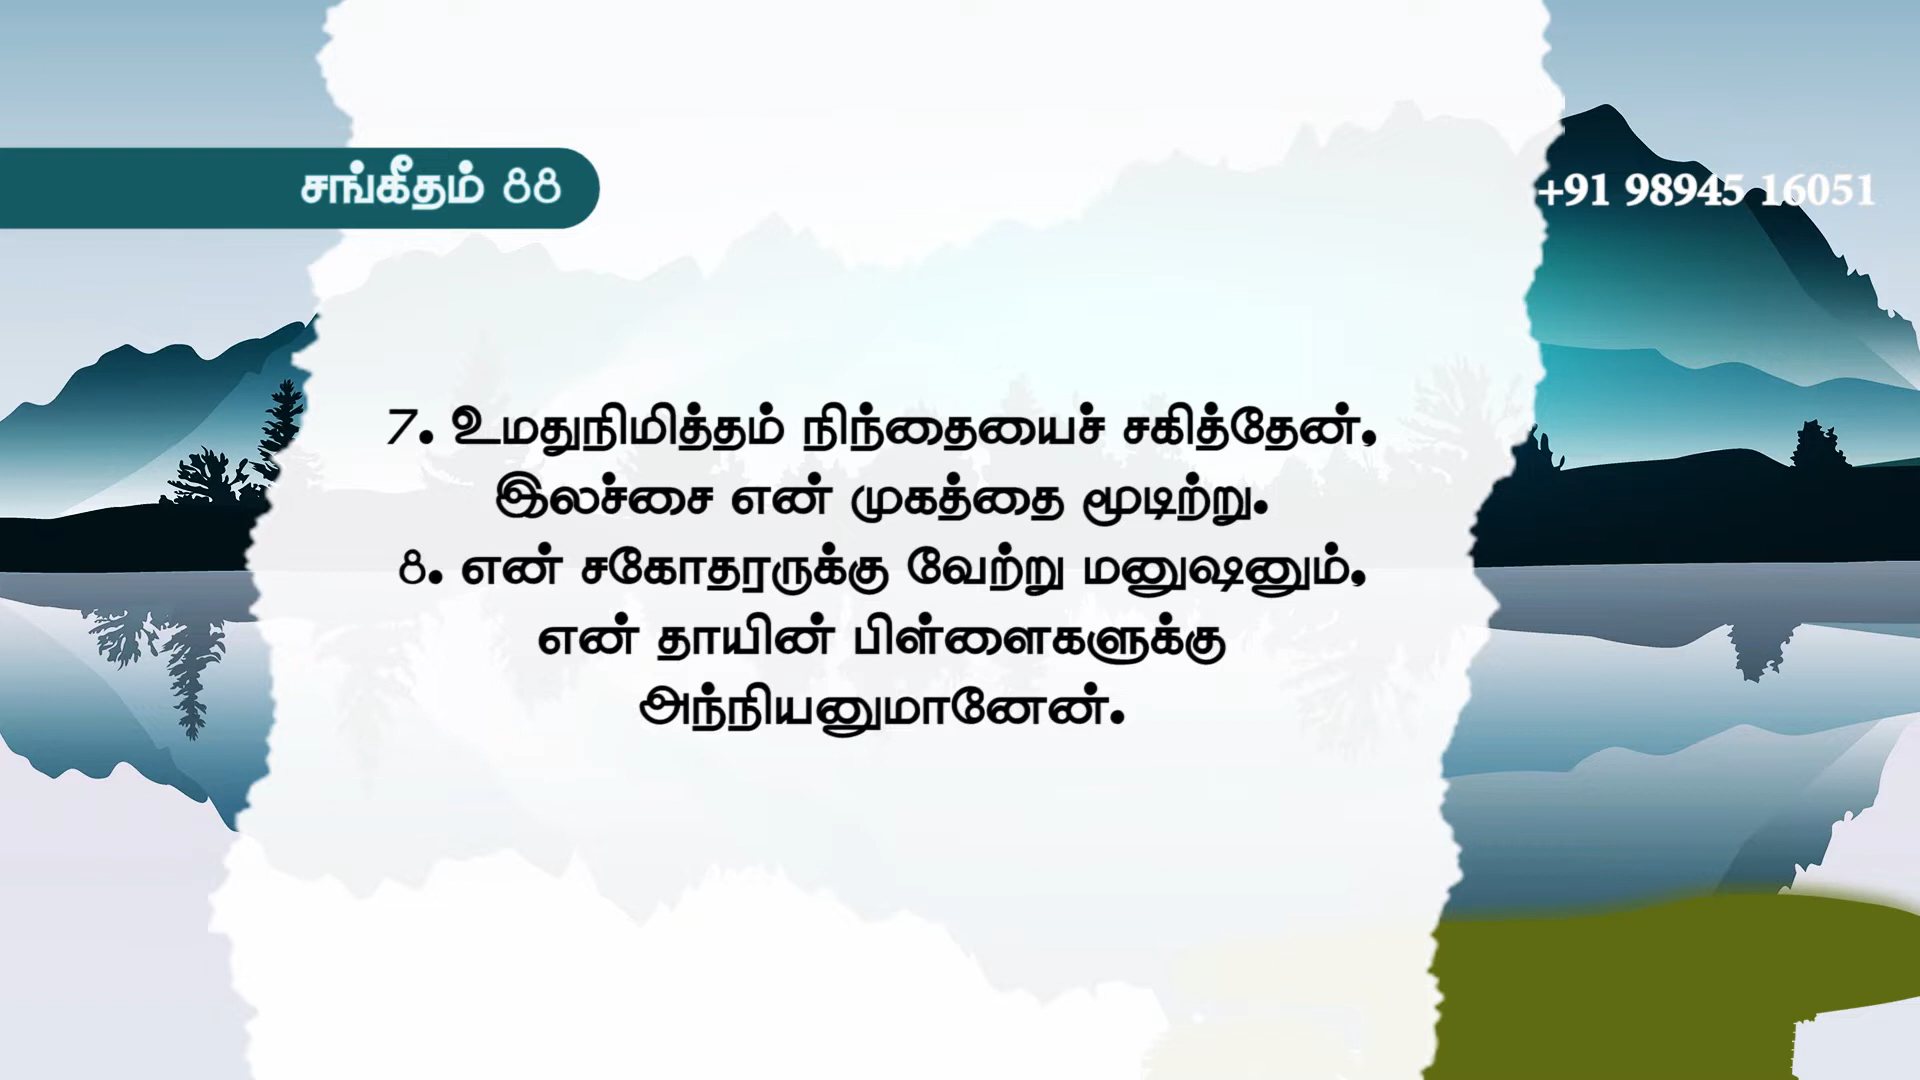 சங்கீதம் 88
+91 98945 16051
7. உமதுநிமித்தம் நிந்தையைச் சகித்தேன்.
இலச்சை என் முகத்தை மூடிற்று.
8. என் சகோதரருக்கு வேற்று மனுஷனும்.
என் தாயின் பிள்ளைகளுக்கு
அந்நியனுமானேன்.